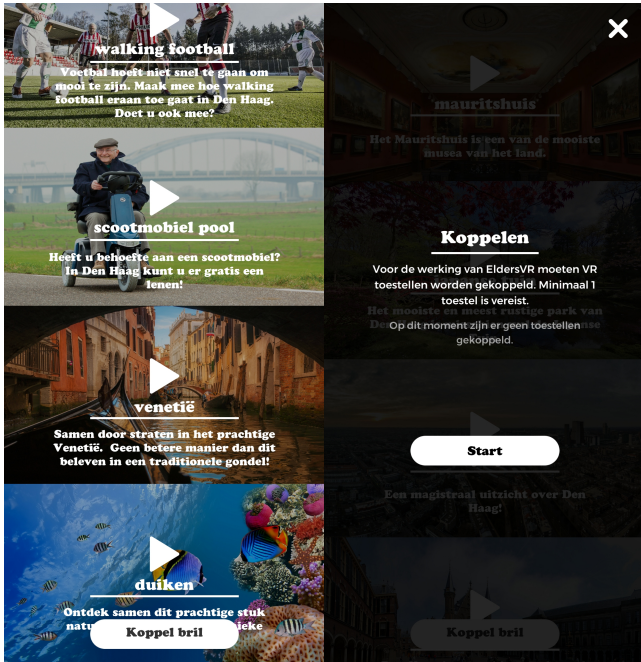 walking football
Voetbal hoeft niet snel te gaan om
mooi te zijn. Maak mee hoe walking
football eraan toe gaat in Den Haag.
Doet u ook mee?
scootmobiel pool
Heeft u behoefte aan een scootmobiel?
In Den Haag kunt u er gratis een
lenen!
venetië
Samen door straten in het prachtige
Venetië. Geen betere manier dan dit
beleven in een traditionele gondel!
duiken
Ontdek samen dit prachtige stuk
Koppel bril
mauritshuis
Het Mauritshuis is een van de mooiste
musea van het land.
Koppelen
Voor de werking van EldersVR moeten VR
toestellen worden gekoppeld. Minimaal 1
toestel is vereist.
Het mooiste en meest rustige park van
Op dit moment zijn er geen toestellen
gekoppeld.
Start
Een magistraal uitzicht over Den
Haag!
Koppel bril